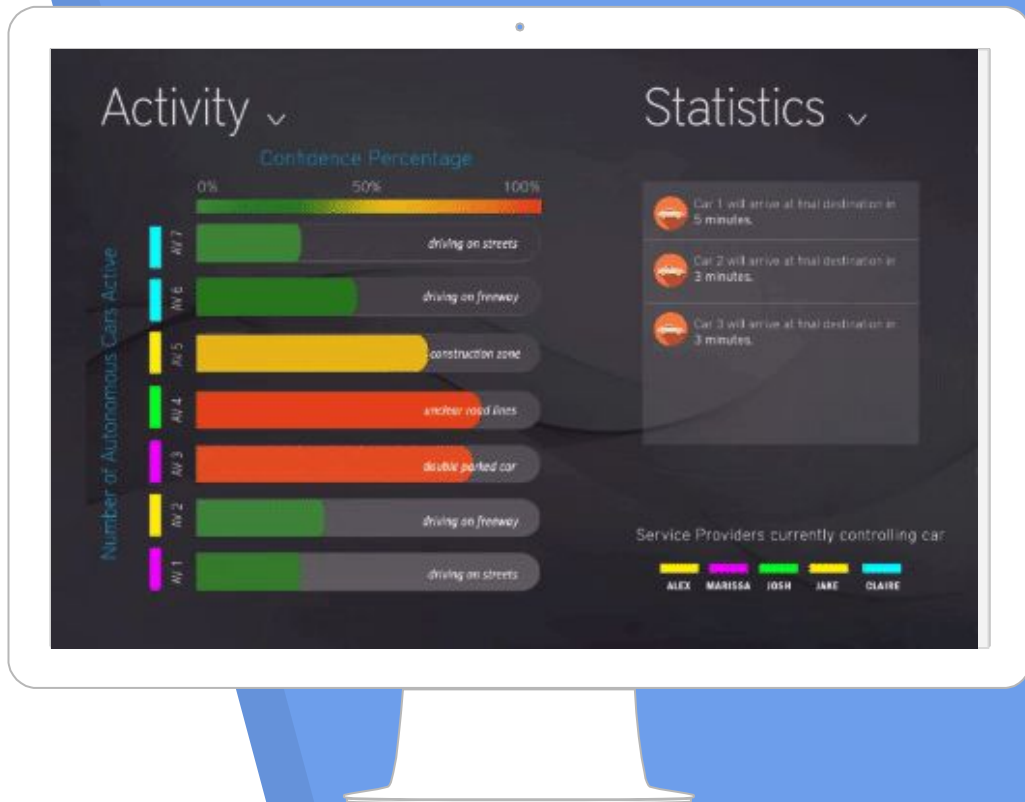 Activity
Confidence Percentage
0% 50% 100%
Number of Autonomous Cars Active
AV 7 driving on streets
AV 6 driving on freeway
AV 5 construction zone
AV 4 unclear road lines
AV 3 double parked car
AV 2 driving on freeway
AV 1 driving on streets
Statistics
Car 1 will arrive at final destination in
5 minutes.
Car 2 will arrive at final destination in
3 minutes.
Car 3 will arrive at final destination in
3 minutes.
Service Providers currently controlling car
ALEX MARISSA JOSH JAKE CLAIRE